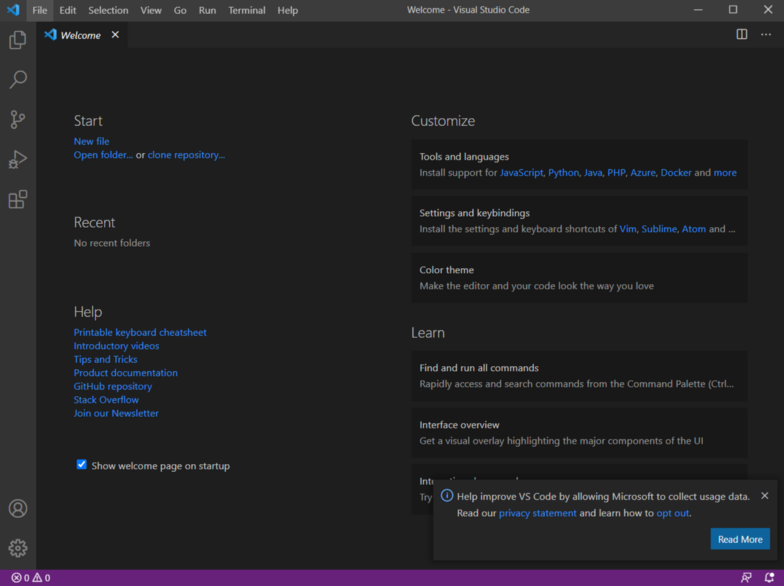 File Edit Selection View Go Run Terminal Help
Welcome - Visual Studio Code
Welcome
Start
New file
Open folder... or clone repository...
Recent
No recent folders
Help
Printable keyboard cheatsheet
Introductory videos
Tips and Tricks
Product documentation
GitHub repository
Stack Overflow
Join our Newsletter
Show welcome page on startup
Customize
Tools and languages
Install support for JavaScript, Python, Java, PHP, Azure, Docker and more
Settings and keybindings
Install the settings and keyboard shortcuts of Vim, Sublime, Atom and ...
Color theme
Make the editor and your code look the way you love
Learn
Find and run all commands
Rapidly access and search commands from the Command Palette (Ctrl...
Interface overview
Get a visual overlay highlighting the major components of the UI
Try
Help improve VS Code by allowing Microsoft to collect usage data.
Read our privacy statement and learn how to opt out.
Read More
0 0